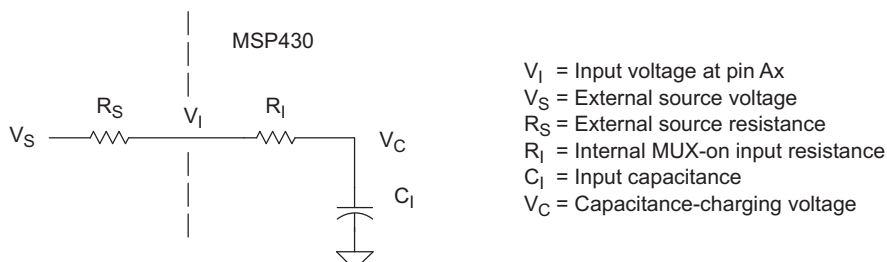 MSP430
R_S
V_I
R_I
V_S
V_C
C_I
V_I = Input voltage at pin Ax
V_S = External source voltage
R_S = External source resistance
R_I = Internal MUX-on input resistance
C_I = Input capacitance
V_C = Capacitance-charging voltage